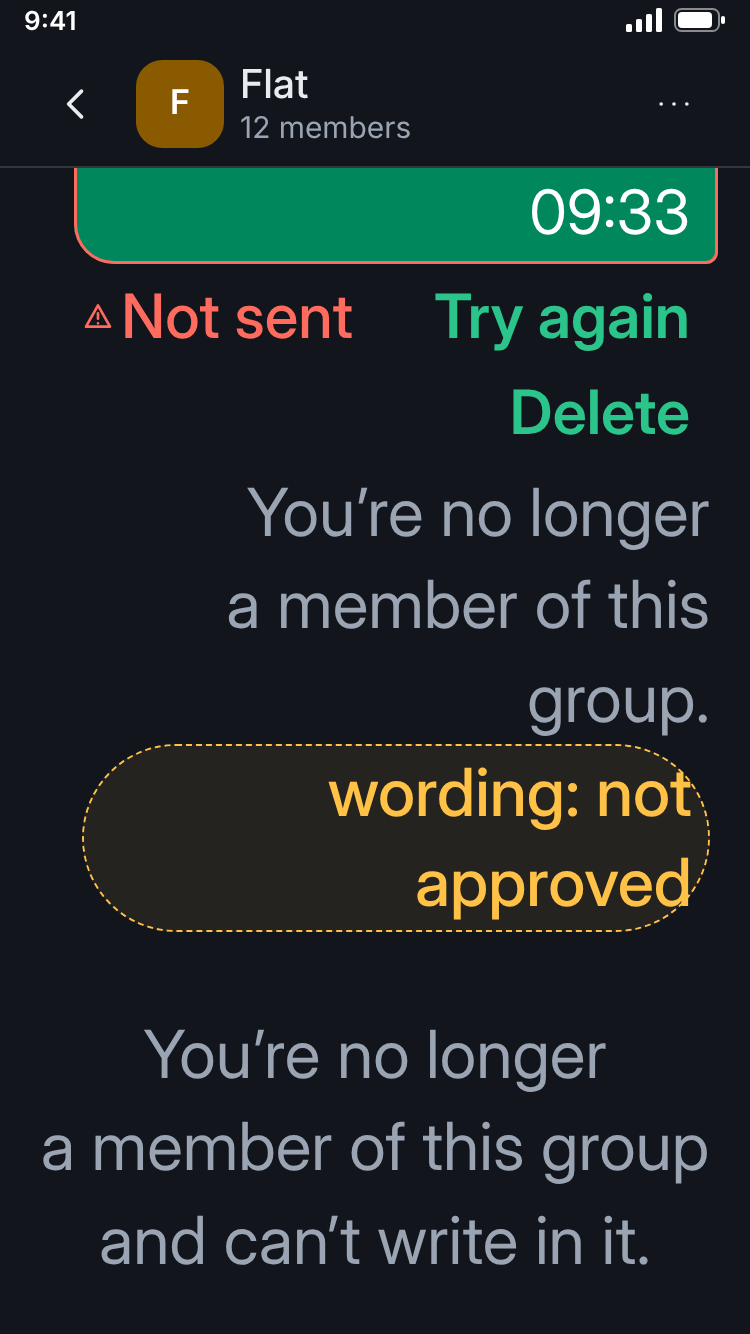 9:41
F
Flat
12 members
...
09:33
Not sent Try again
Delete
You’re no longer
a member of this
group.
wording: not
approved
You’re no longer
a member of this group
and can’t write in it.